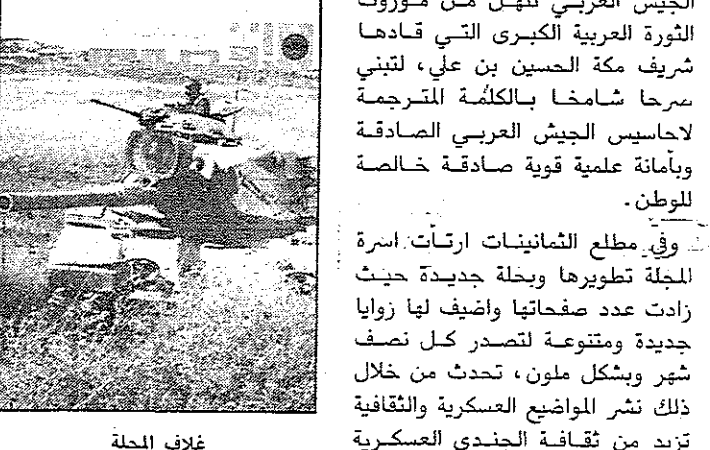 الجيش العربي تنهل من موروث
الثورة العربية الكبرى التي قادها
شريف مكة الحسين بن علي، لتبني
صرحا شامخا بالكلمة المترجمة
لاحاسيس الجيش العربي الصادقة
وبأمانة علمية قوية صادقة خالصة
للوطن.
وفي مطلع الثمانينات ارتأت اسرة
المجلة تطويرها وبحلة جديدة حيث
زادت عدد صفحاتها واضيف لها زوايا
جديدة ومتنوعة لتصدر كل نصف
شهر وبشكل ملون، تحدث من خلال
ذلك نشر المواضيع العسكرية والثقافية
تزيد من ثقافة الجندي العسكرية
غلاف المجلة